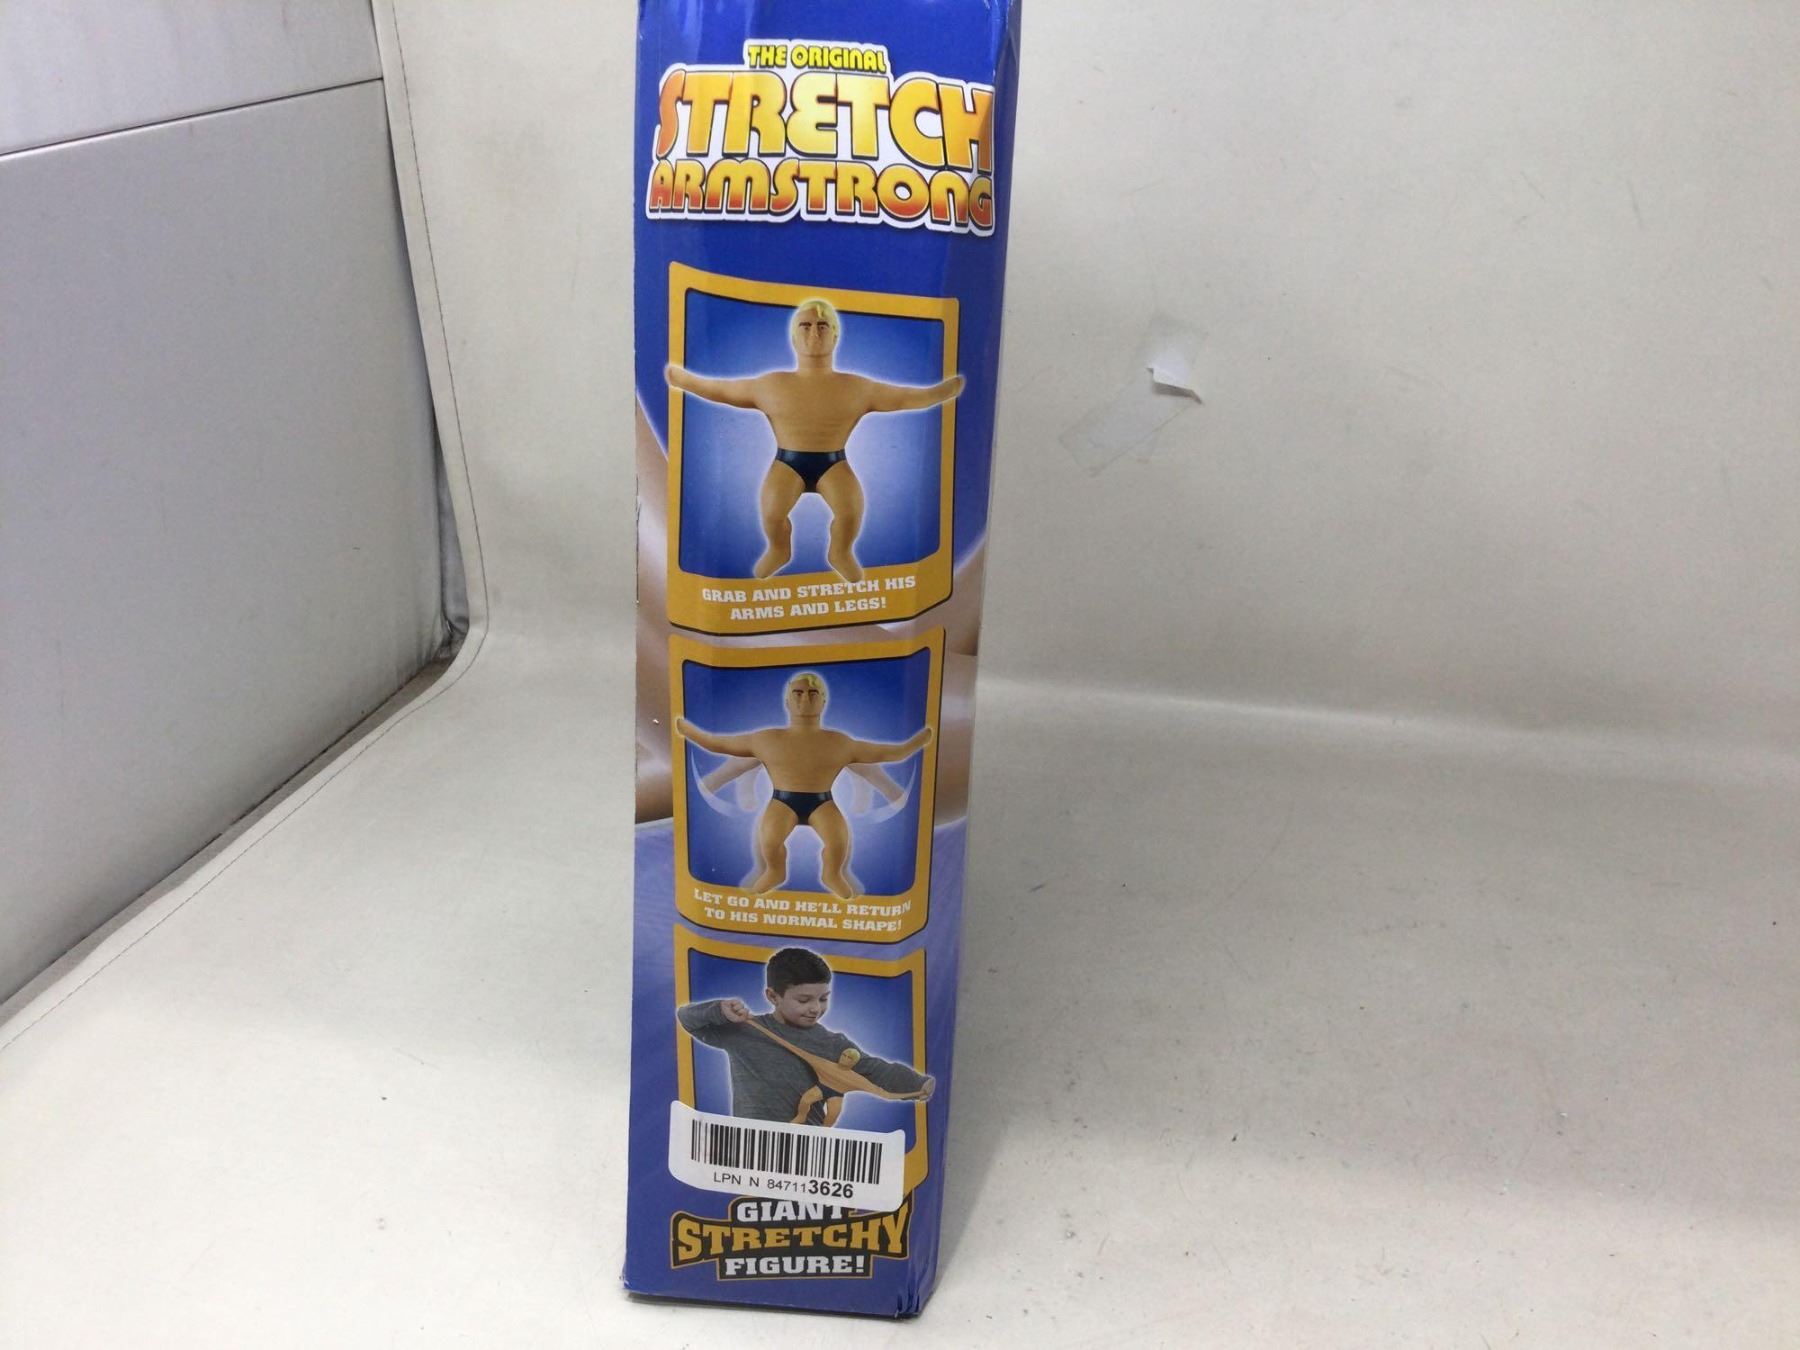 THE ORIGINAL
STRETCH
ARMSTRONG
GRAB AND STRETCH HIS
ARMS AND LEGS!
LET GO AND HE'LL RETURN
TO HIS NORMAL SHAPE!
LPN N 847113626
GIANT
STRETCHY
FIGURE!